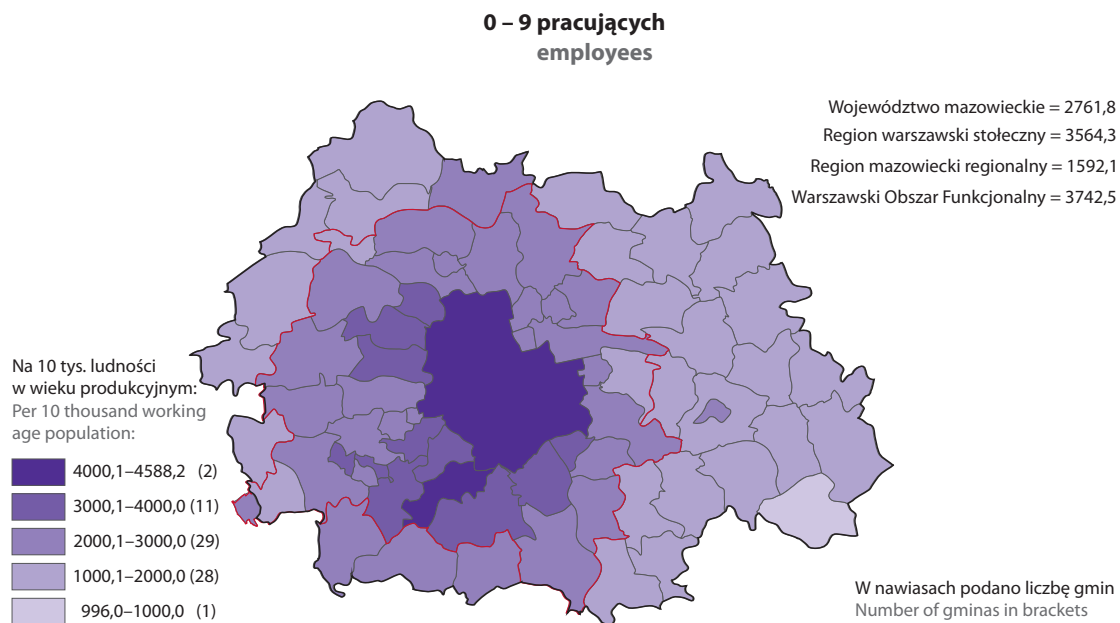 0 – 9 pracujących
employees
Województwo mazowieckie = 2761,8
Region warszawski stołeczny = 3564,3
Region mazowiecki regionalny = 1592,1
Warszawski Obszar Funkcjonalny = 3742,5
Na 10 tys. ludności
w wieku produkcyjnym:
Per 10 thousand working
age population:
4000,1–4588,2 (2)
3000,1–4000,0 (11)
2000,1–3000,0 (29)
1000,1–2000,0 (28)
996,0–1000,0 (1)
W nawiasach podano liczbę gmin
Number of gminas in brackets